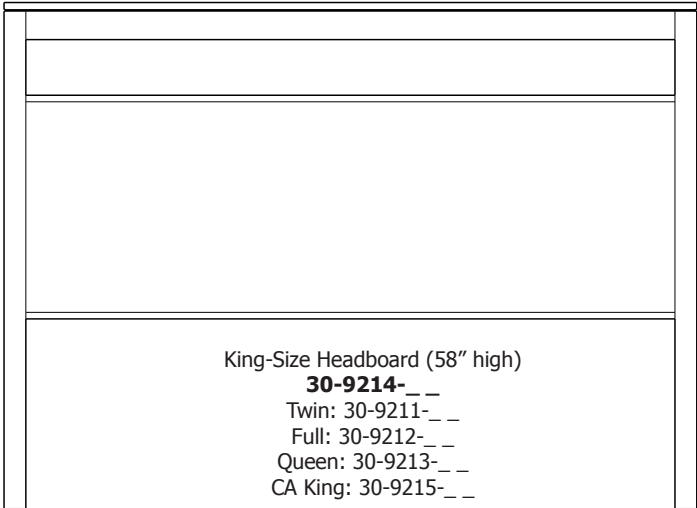 King-Size Headboard (58” high)
30-9214-_ _
Twin: 30-9211-_ _
Full: 30-9212-_ _
Queen: 30-9213-_ _
CA King: 30-9215-_ _